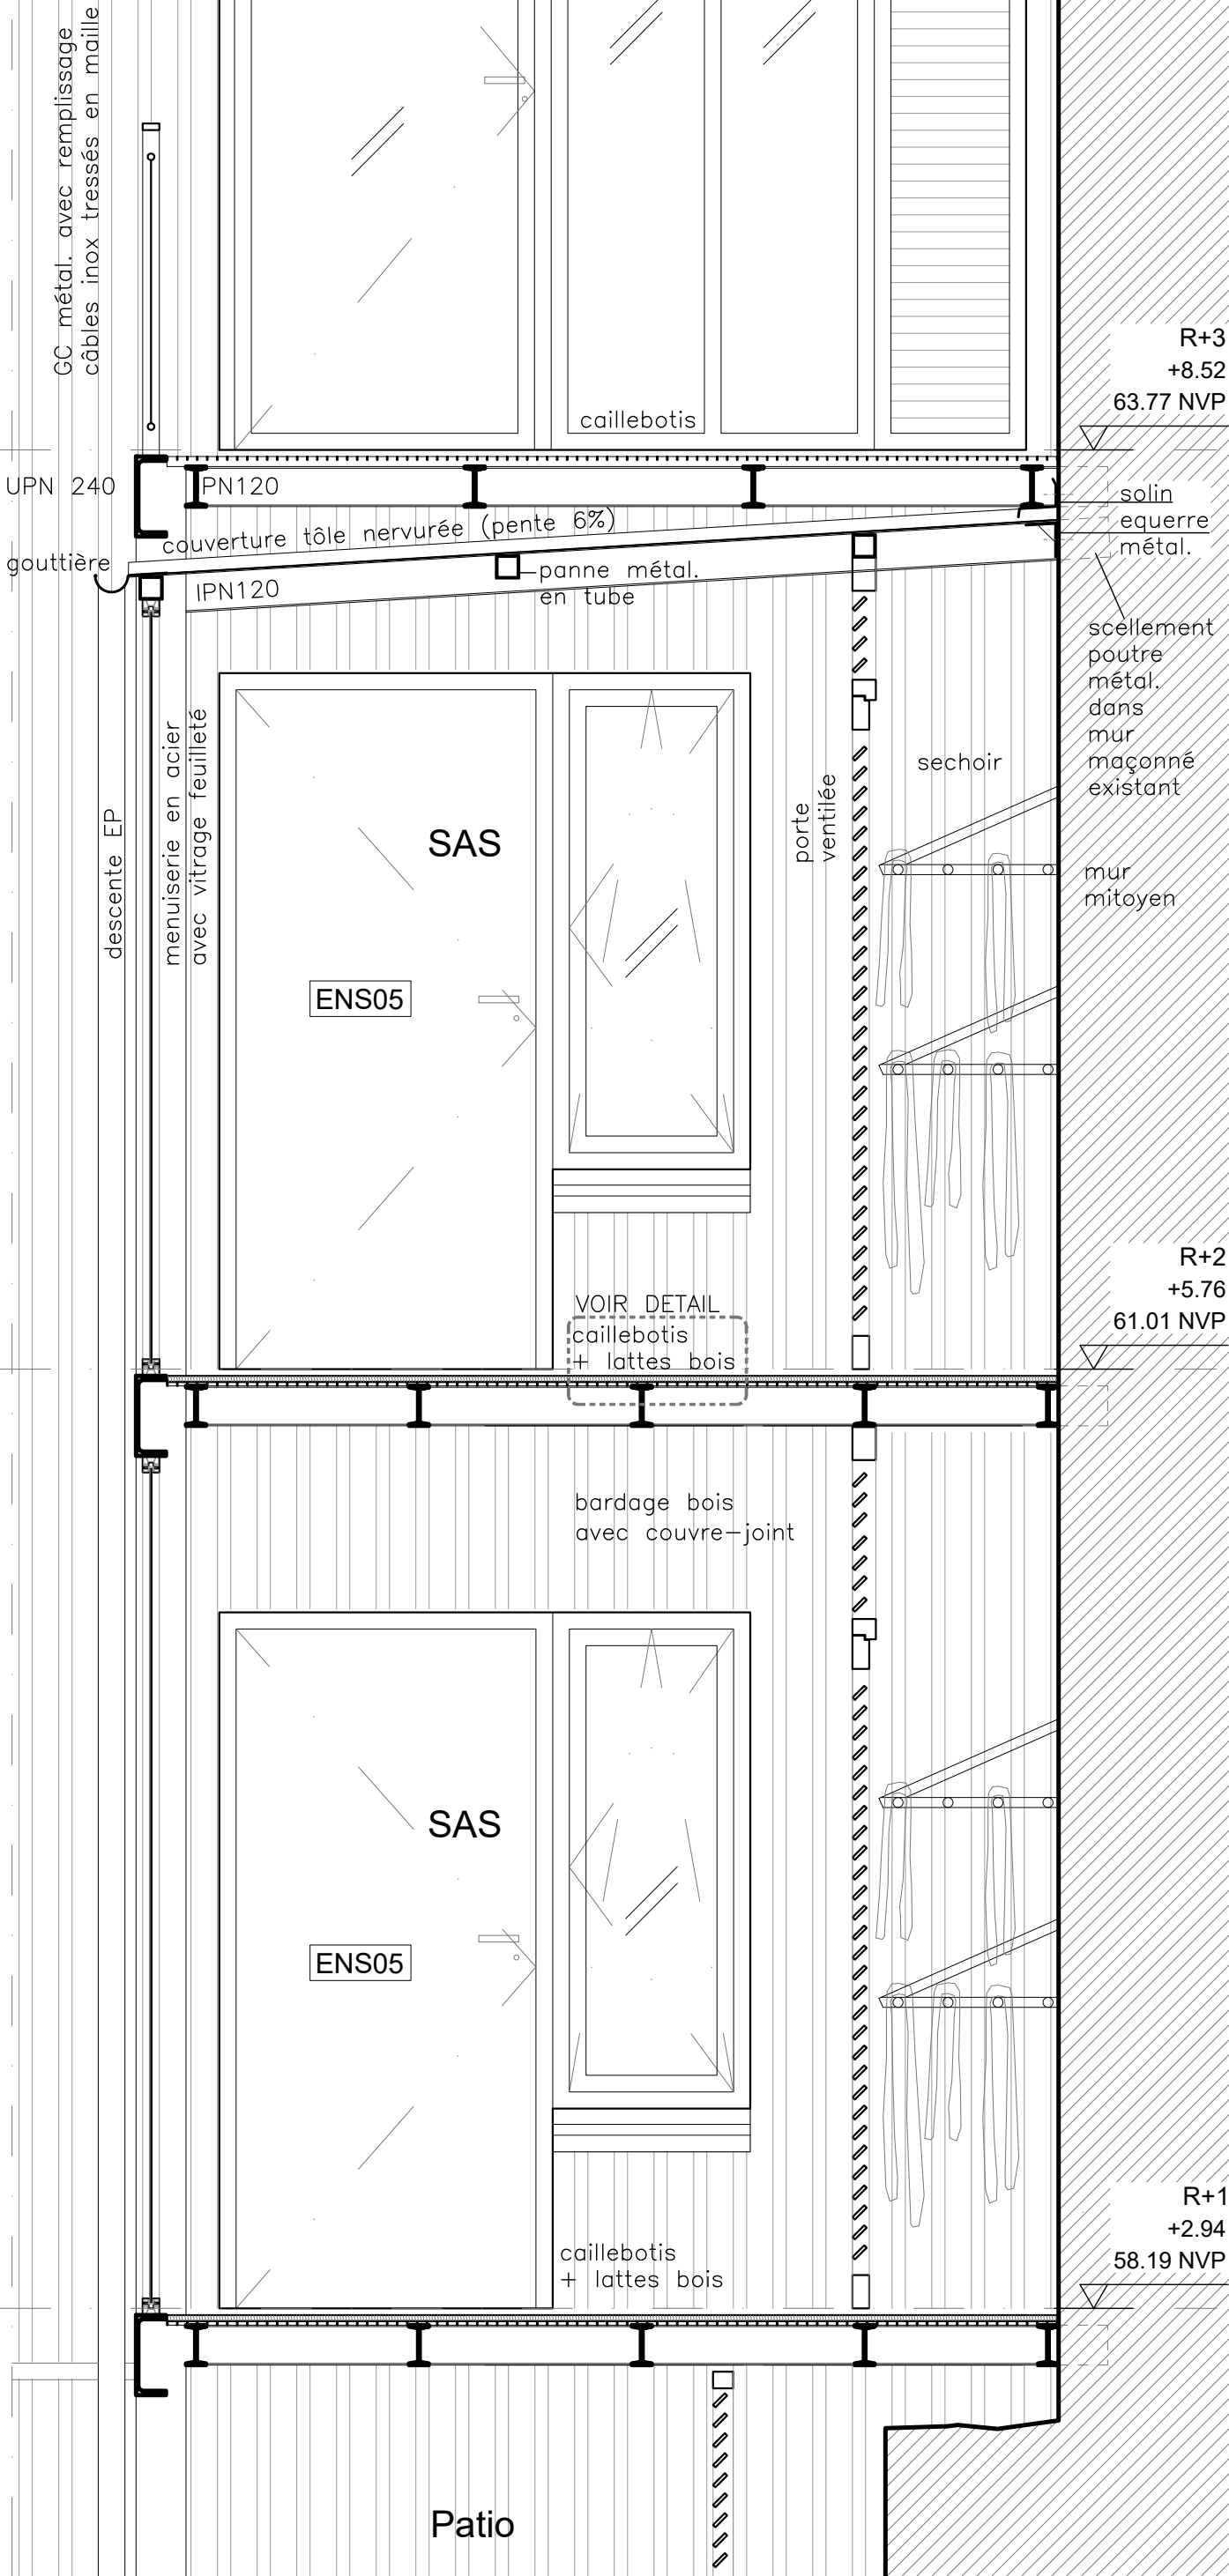 GC métal. avec remplissage
câbles inox tressés en maille
caillebotis
R+3
+8.52
63.77 NVP
UPN 240
PN120
solin
equerre
métal.
couverture tôle nervurée (pente 6%)
gouttière
panne métal.
en tube
IPN120
scellement
poutre
métal.
dans
mur
maçonné
existant
descente EP
menuiserie en acier
avec vitrage feuilleté
SAS
porte
ventilée
sechoir
mur
mitoyen
ENS05
R+2
+5.76
61.01 NVP
VOIR DETAIL
caillebotis
+ lattes bois
bardage bois
avec couvre-joint
SAS
ENS05
R+1
+2.94
58.19 NVP
caillebotis
+ lattes bois
Patio